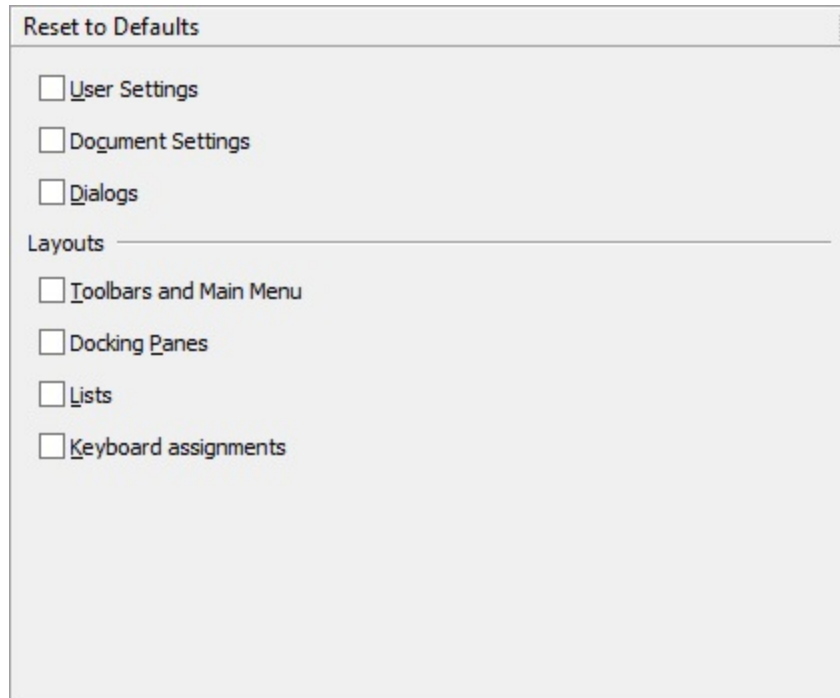 Reset to Defaults
User Settings
Document Settings
Dialogs
Layouts
Toolbars and Main Menu
Docking Panes
Lists
Keyboard assignments